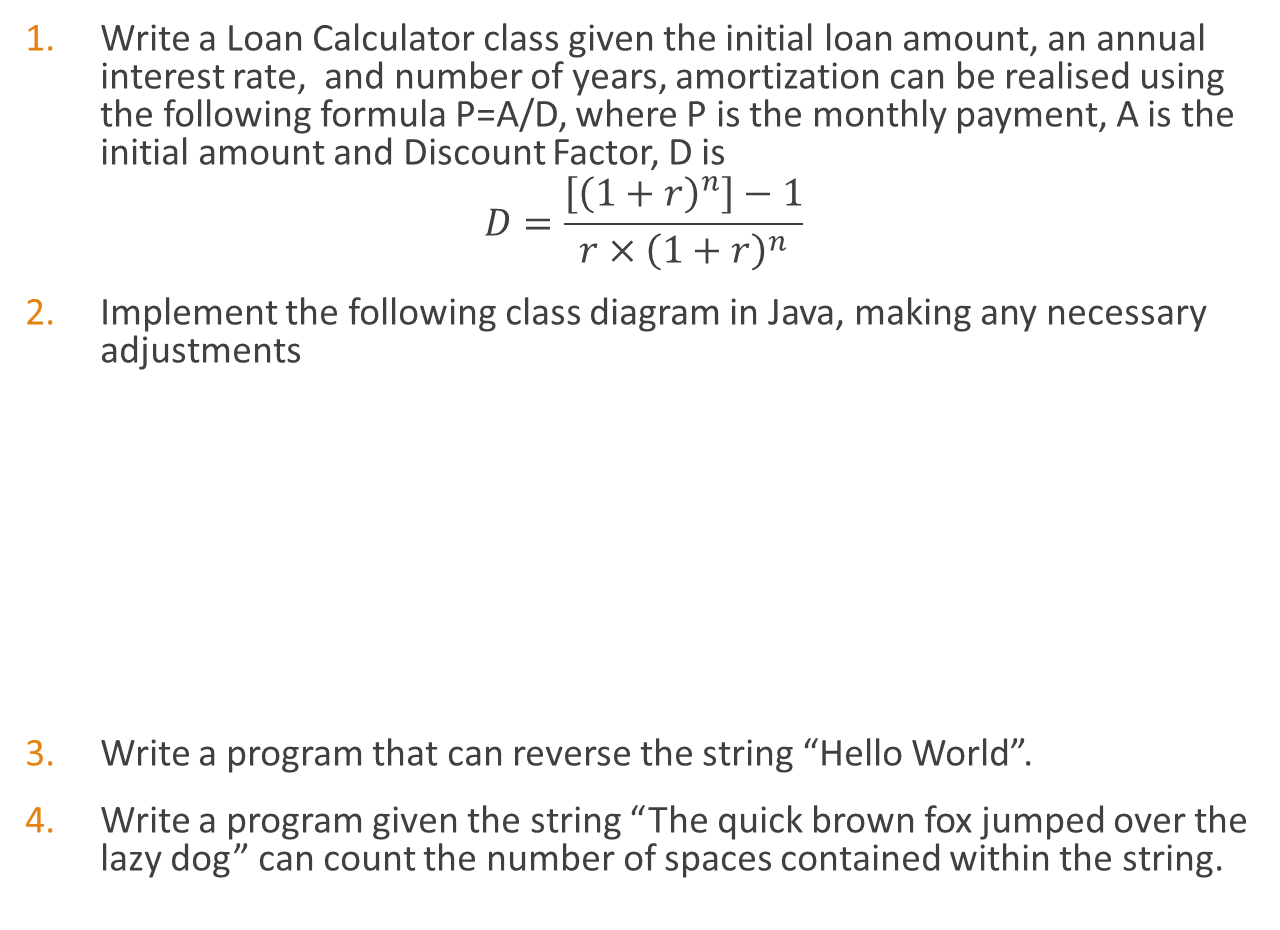 1. Write a Loan Calculator class given the initial loan amount, an annual
interest rate,  and number of years, amortization can be realised using
the following formula P=A/D, where P is the monthly payment, A is the
initial amount and Discount Factor, D is
D = \frac{[(1 + r)^n] − 1}{r × (1 + r)^n}
2. Implement the following class diagram in Java, making any necessary
adjustments
3. Write a program that can reverse the string “Hello World”.
4. Write a program given the string “The quick brown fox jumped over the
lazy dog” can count the number of spaces contained within the string.